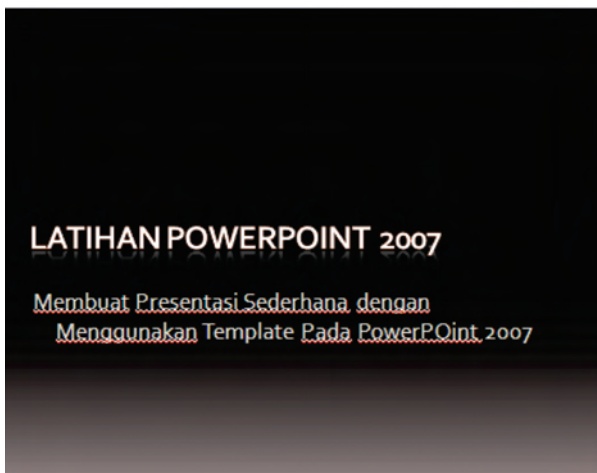 LATIHAN POWERPOINT 2007
Membuat Presentasi Sederhana dengan
Menggunakan Template Pada PowerPOint 2007